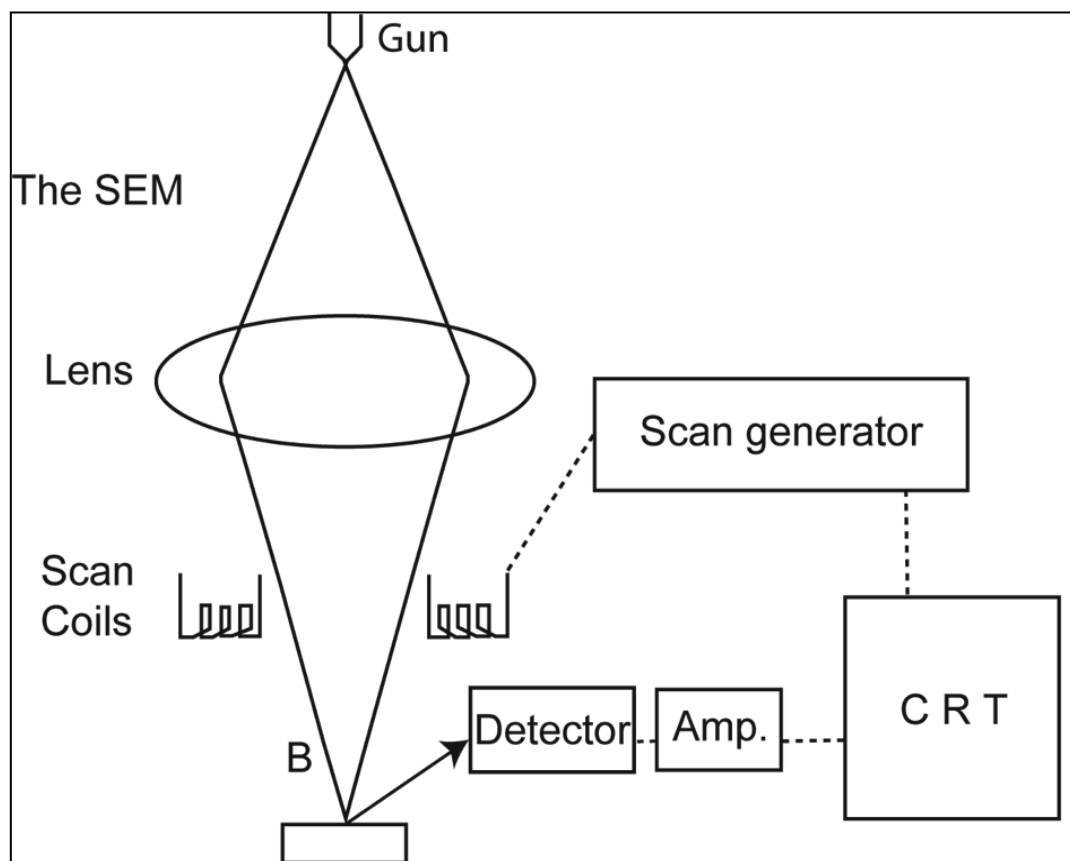 Gun
The SEM
Lens
Scan generator
Scan
Coils
C R T
Detector
Amp.
B